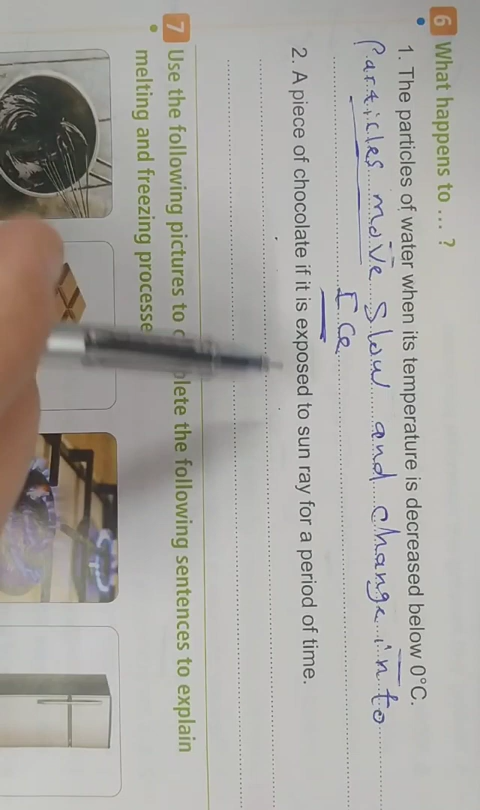 6 What happens to ... ?
1. The particles of water when its temperature is decreased below 0°C.
Particles move slow and change into
Ice
2. A piece of chocolate if it is exposed to sun ray for a period of time.
7 Use the following pictures to the following sentences to explain
melting and freezing